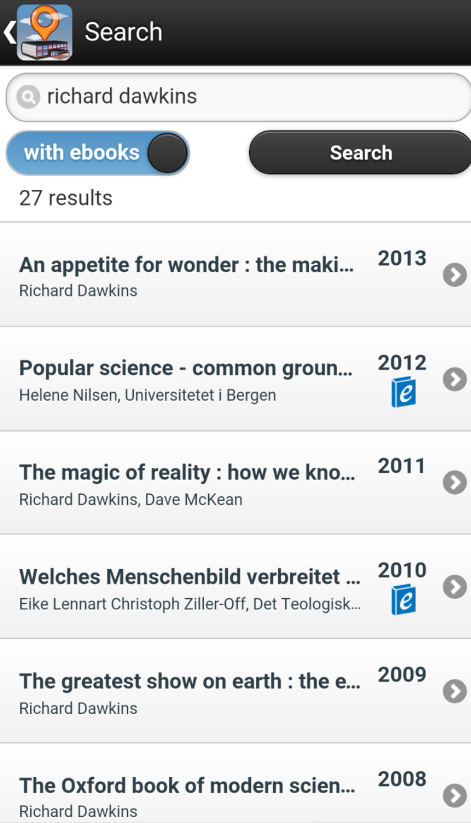 Search
richard dawkins
with ebooks
Search
27 results
An appetite for wonder : the maki...
2013
Richard Dawkins
Popular science - common groun...
2012
Helene Nilsen, Universitetet i Bergen
The magic of reality : how we kno...
2011
Richard Dawkins, Dave McKean
Welches Menschenbild verbreitet ...
2010
Eike Lennart Christoph Ziller-Off, Det Teologisk...
The greatest show on earth : the e...
2009
Richard Dawkins
The Oxford book of modern scien...
2008
Richard Dawkins